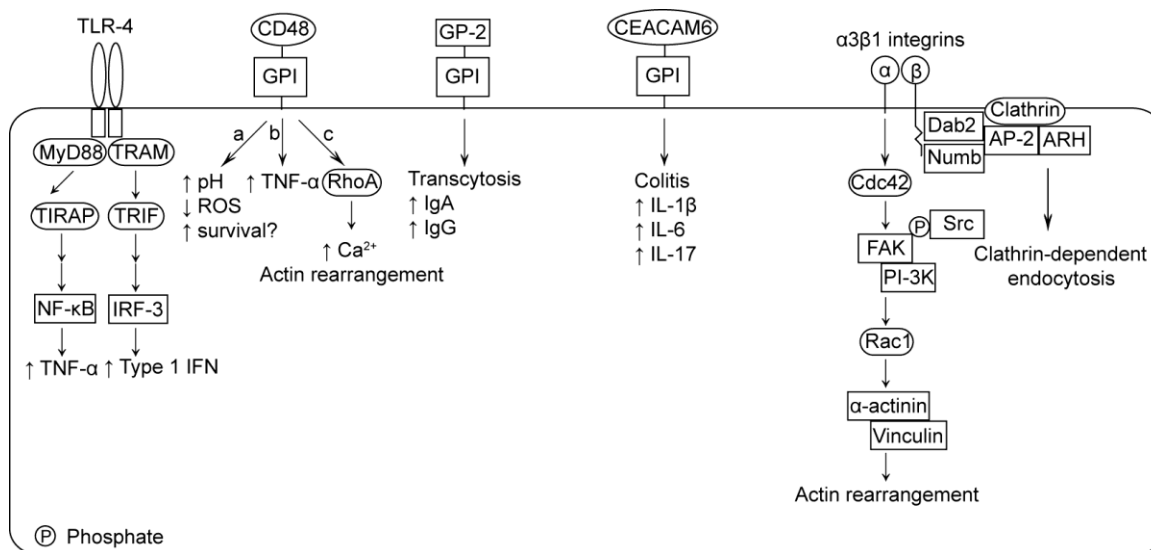 TLR-4
CD48
GPI
GP-2
GPI
CEACAM6
GPI
α3β1 integrins
α
β
MyD88
TRAM
TIRAP
TRIF
NF-κB
IRF-3
↑ TNF-α
↑ Type 1 IFN
a
b
c
↑ pH
↓ ROS
↑ survival?
↑ TNF-α
RhoA
↑ Ca²⁺
Actin rearrangement
Transcytosis
↑ IgA
↑ IgG
Colitis
↑ IL-1β
↑ IL-6
↑ IL-17
Cdc42
P
Src
FAK
PI-3K
Rac1
α-actinin
Vinculin
Actin rearrangement
Dab2
Numb
Clathrin
AP-2
ARH
Clathrin-dependent
endocytosis
P Phosphate